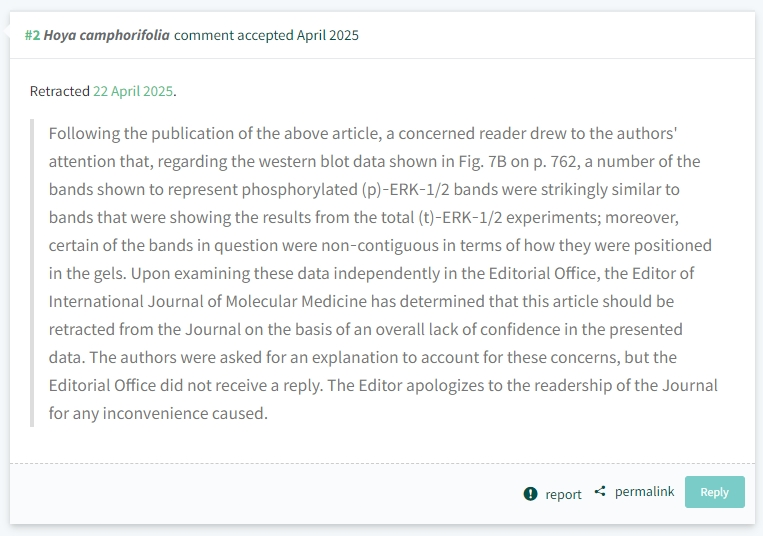 #2 Hoya camphorifolia comment accepted April 2025
Retracted 22 April 2025.
Following the publication of the above article, a concerned reader drew to the authors'
attention that, regarding the western blot data shown in Fig. 7B on p. 762, a number of the
bands shown to represent phosphorylated (p)-ERK-1/2 bands were strikingly similar to
bands that were showing the results from the total (t)-ERK-1/2 experiments; moreover,
certain of the bands in question were non-contiguous in terms of how they were positioned
in the gels. Upon examining these data independently in the Editorial Office, the Editor of
International Journal of Molecular Medicine has determined that this article should be
retracted from the Journal on the basis of an overall lack of confidence in the presented
data. The authors were asked for an explanation to account for these concerns, but the
Editorial Office did not receive a reply. The Editor apologizes to the readership of the Journal
for any inconvenience caused.
report permalink Reply